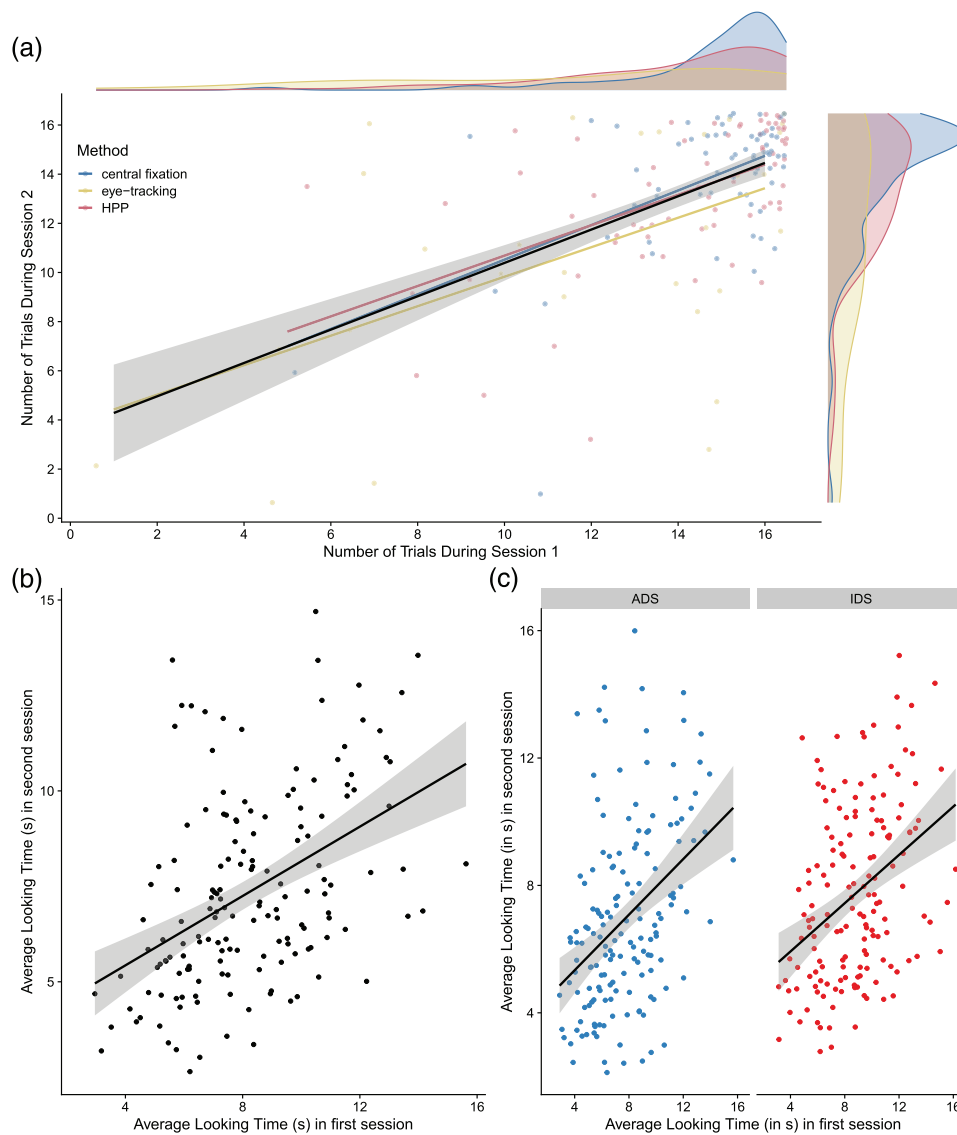 (a)
Number of Trials During Session 2
16
14
12
10
8
6
4
2
0
Method
central fixation
eye−tracking
HPP
0 2 4 6 8 10 12 14 16
Number of Trials During Session 1
(b)
Average Looking Time (s) in second session
15
10
5
4 8 12 16
Average Looking Time (s) in first session
(c)
ADS IDS
Average Looking Time (in s) in second session
16
12
8
4
4 8 12 16 4 8 12 16
Average Looking Time (in s) in first session